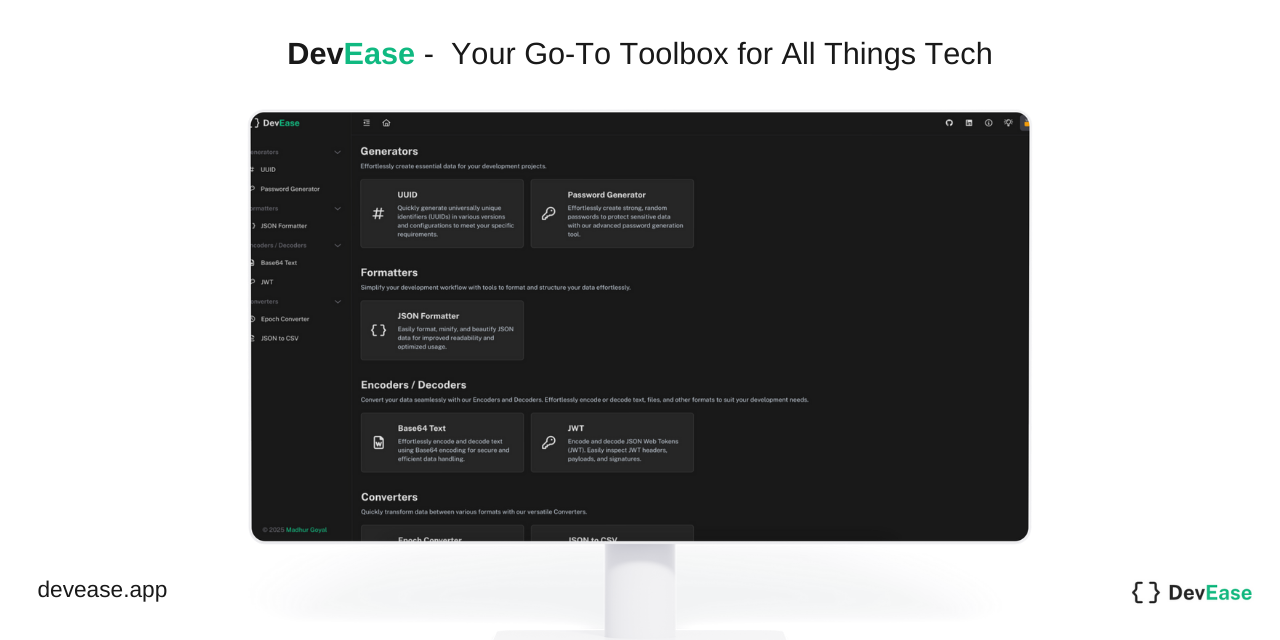 DevEase - Your Go-To Toolbox for All Things Tech
{ } DevEase
enerators
# UUID
Password Generator
rmatters
JSON Formatter
ncoders / Decoders
Base64 Text
JWT
onverters
Epoch Converter
JSON to CSV
© 2025 Madhur Goyal
Generators
Effortlessly create essential data for your development projects.
UUID
Quickly generate universally unique
identifiers (UUIDs) in various versions
and configurations to meet your specific
requirements.
Password Generator
Effortlessly create strong, random
passwords to protect sensitive data
with our advanced password generation
tool.
Formatters
Simplify your development workflow with tools to format and structure your data effortlessly.
JSON Formatter
Easily format, minify, and beautify JSON
data for improved readability and
optimized usage.
Encoders / Decoders
Convert your data seamlessly with our Encoders and Decoders. Effortlessly encode or decode text, files, and other formats to suit your development needs.
Base64 Text
Effortlessly encode and decode text
using Base64 encoding for secure and
efficient data handling.
JWT
Encode and decode JSON Web Tokens
(JWT). Easily inspect JWT headers,
payloads, and signatures.
Converters
Quickly transform data between various formats with our versatile Converters.
Epoch Converter
JSON to CSV
devease.app
{ } DevEase